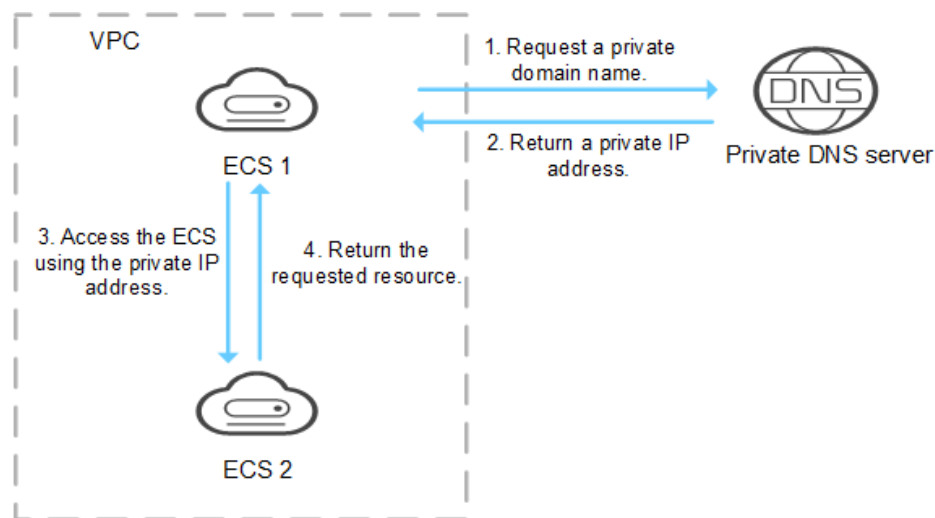 VPC
1. Request a private
domain name.
DNS
2. Return a private IP
address.
Private DNS server
ECS 1
3. Access the ECS
using the private IP
address.
4. Return the
requested resource.
ECS 2